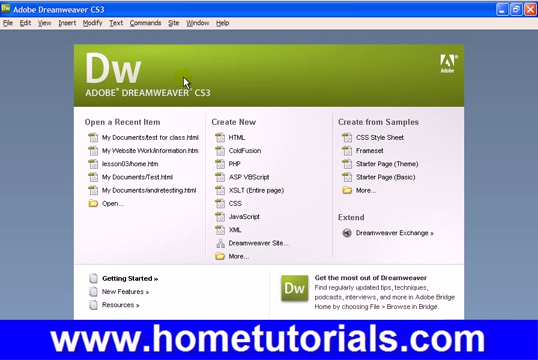 Dw Adobe Dreamweaver CS3
File Edit View Insert Modify Text Commands Site Window Help
Dw
ADOBE® DREAMWEAVER® CS3
Adobe
Open a Recent Item
My Documents/test for class.html
My Website Work/Information.htm
lesson03/home.htm
My Documents/Test.html
My Documents/andretesting.html
Open...
Create New
HTML
ColdFusion
PHP
ASP VBScript
XSLT (Entire page)
CSS
JavaScript
XML
Dreamweaver Site...
More...
Create from Samples
CSS Style Sheet
Frameset
Starter Page (Theme)
Starter Page (Basic)
More...
Extend
Dreamweaver Exchange »
Getting Started »
New Features »
Resources »
Dw
Get the most out of Dreamweaver
Find regularly updated tips, techniques,
podcasts, interviews, and more in Adobe Bridge
Home by choosing File > Browse in Bridge.
www.hometutorials.com